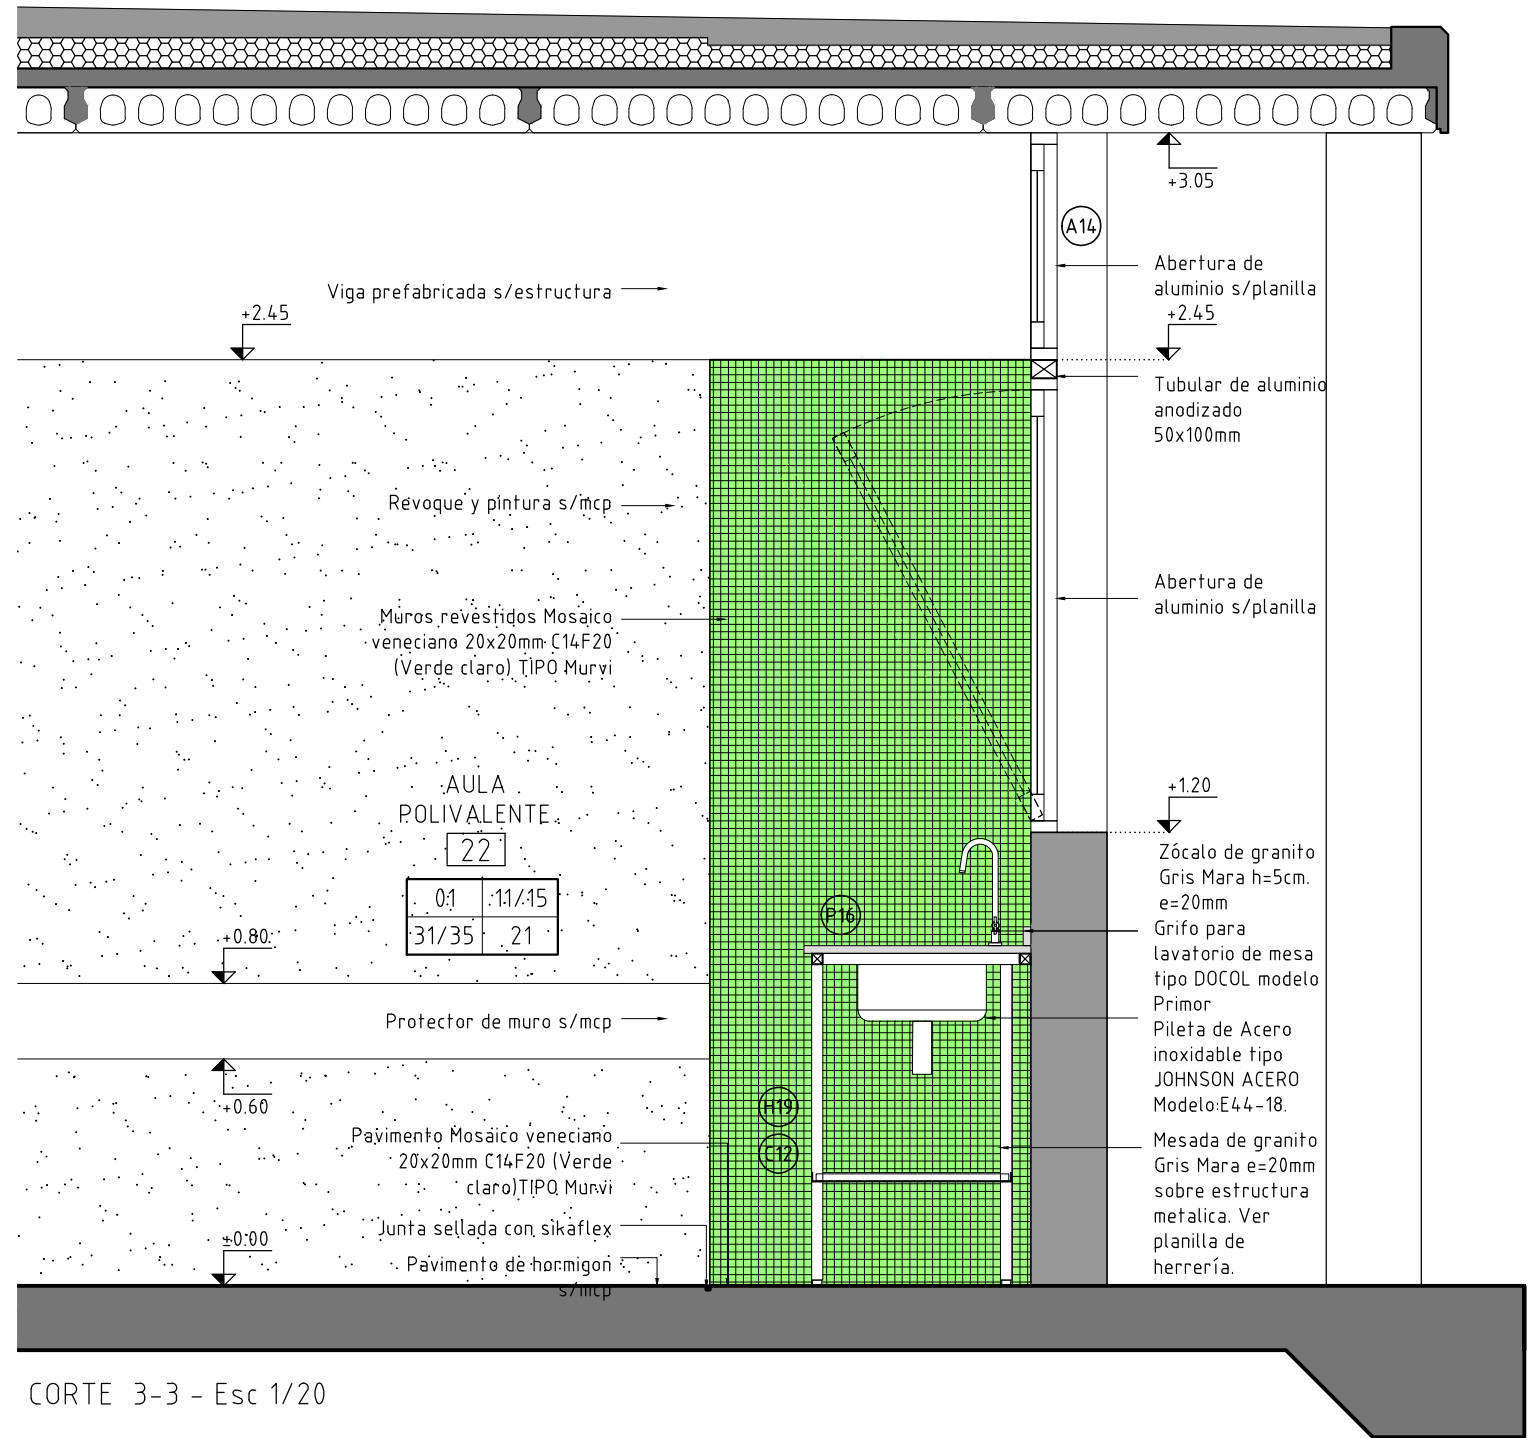 +3.05
A14
Abertura de
aluminio s/planilla
Viga prefabricada s/estructura
+2.45
+2.45
Tubular de aluminio
anodizado
50x100mm
Revoque y pintura s/mcp
Abertura de
aluminio s/planilla
Muros revestidos Mosaico
veneciano 20x20mm C14F20
(Verde claro) TIPO Murvi
AULA
POLIVALENTE
22
01 11/15
31/35 21
+1.20
Zócalo de granito
Gris Mara h=5cm.
e=20mm
P16
Grifo para
lavatorio de mesa
tipo DOCOL modelo
Primor
+0.80
Protector de muro s/mcp
Pileta de Acero
inoxidable tipo
JOHNSON ACERO
Modelo:E44-18.
+0.60
H19
C12
Pavimento Mosaico veneciano
20x20mm C14F20 (Verde
claro)TIPO Murvi
Mesada de granito
Gris Mara e=20mm
sobre estructura
metalica. Ver
planilla de
herrería.
Junta sellada con sikaflex
±0.00
Pavimento de hormigon
s/mcp
CORTE 3-3 - Esc 1/20